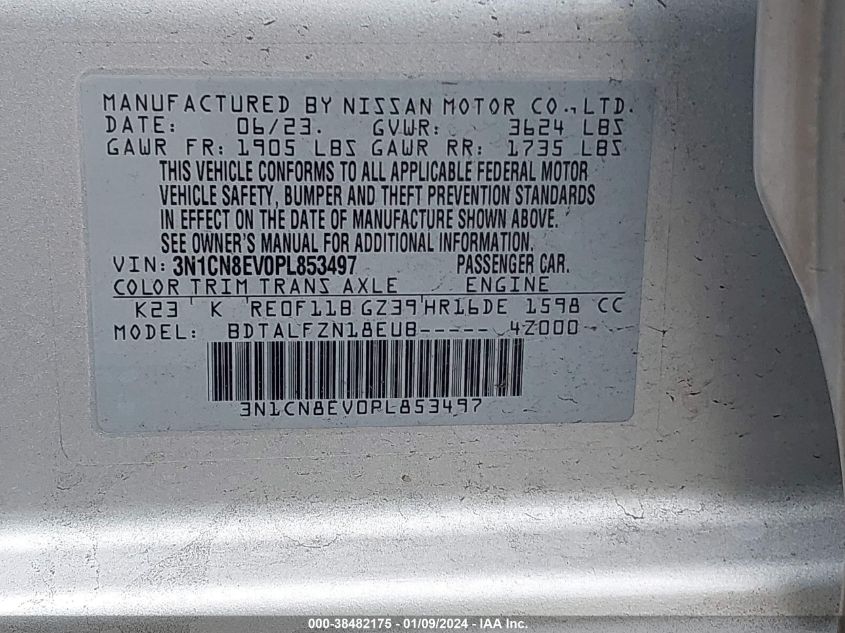 MANUFACTURED BY NISSAN MOTOR CO.,LTD.
DATE: 06/23. GVWR: 3624 LBS
GAWR FR: 1905 LBS GAWR RR: 1735 LBS
THIS VEHICLE CONFORMS TO ALL APPLICABLE FEDERAL MOTOR
VEHICLE SAFETY, BUMPER AND THEFT PREVENTION STANDARDS
IN EFFECT ON THE DATE OF MANUFACTURE SHOWN ABOVE.
SEE OWNER'S MANUAL FOR ADDITIONAL INFORMATION.
VIN: 3N1CN8EV0PL853497 PASSENGER CAR.
COLOR TRIM TRANS AXLE ENGINE
K23 K RE0F11B GZ39 HR16DE 1598 CC
MODEL: BDTALFZN18EUB----- 4Z000
3N1CN8EV0PL853497
000-38482175 - 01/09/2024 - IAA Inc.